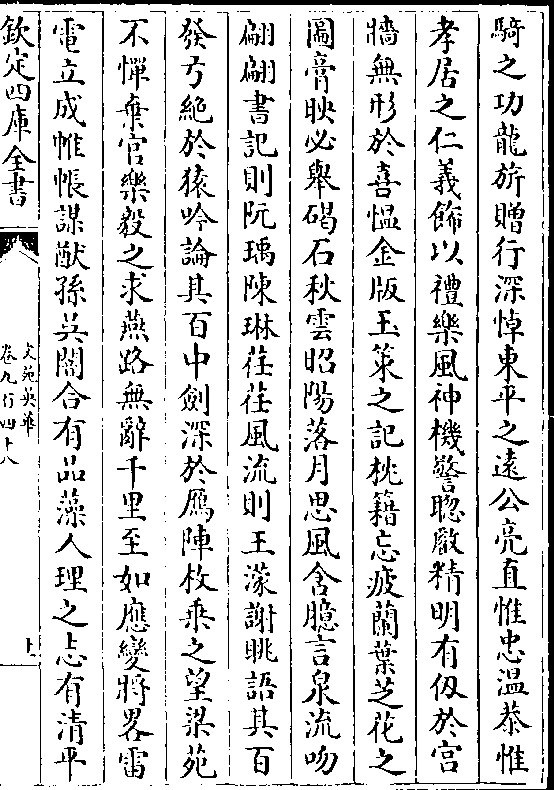 騎之功龍旂贈行深悼東平之遠公亮直惟忠温恭惟
孝居之仁義飾以禮樂風神機警聰敏精明有仭於宫
牆無形於喜愠金版玉策之記枕籍忘疲蘭葉芝花之
圖膏映必舉碣石秋雲昭陽落月思風含臆言泉流吻
翩翩書記則阮瑀陳琳荏荏風流則王濛謝眺語其百
發弓絶於猿吟論其百中劍深於鴈陣枚乘之望梁苑
不憚棄官樂毅之求燕路無辭千里至如應變將畧雷
電立成帷帳謀猷孫吳闇合有品藻人理之志有清平
欽定四庫全書
文苑英華
卷九百四十八
上